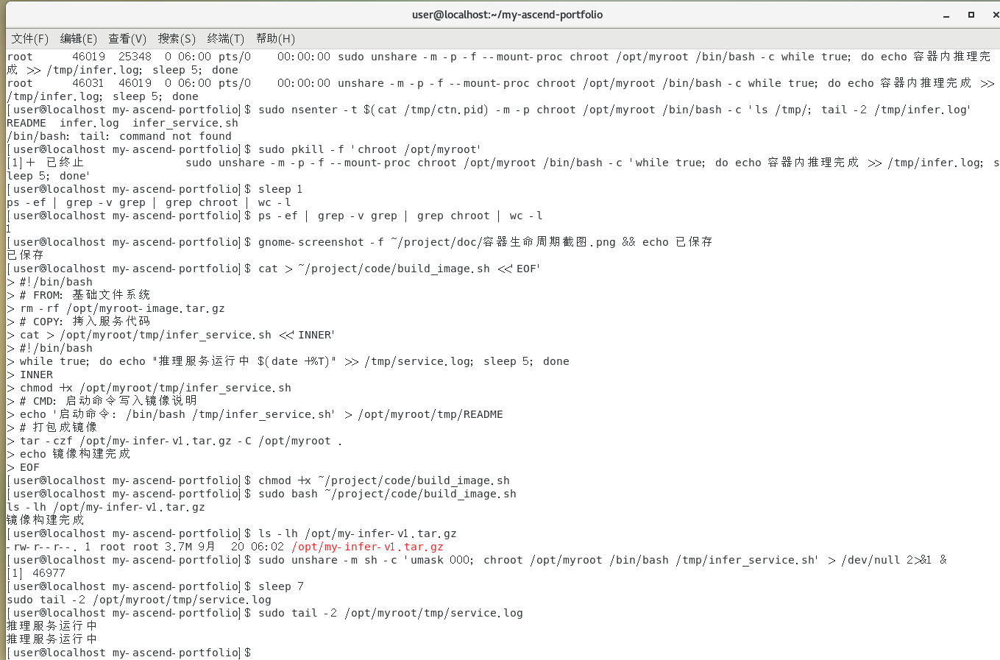 user@localhost:~/my-ascend-portfolio
文件(F) 编辑(E) 查看(V) 搜索(S) 终端(T) 帮助(H)
root      46019  25348  0 06:00 pts/0    00:00:00 sudo unshare -m -p -f --mount-proc chroot /opt/myroot /bin/bash -c while true; do echo 容器内推理完
成 >> /tmp/infer.log; sleep 5; done
root      46031  46019  0 06:00 pts/0    00:00:00 unshare -m -p -f --mount-proc chroot /opt/myroot /bin/bash -c while true; do echo 容器内推理完成 >>
/tmp/infer.log; sleep 5; done
[user@localhost my-ascend-portfolio]$ sudo nsenter -t $(cat /tmp/ctn.pid) -m -p chroot /opt/myroot /bin/bash -c 'ls /tmp/; tail -2 /tmp/infer.log'
README  infer.log  infer_service.sh
/bin/bash: tail: command not found
[user@localhost my-ascend-portfolio]$ sudo pkill -f 'chroot /opt/myroot'
[1]+  已终止               sudo unshare -m -p -f --mount-proc chroot /opt/myroot /bin/bash -c 'while true; do echo 容器内推理完成 >> /tmp/infer.log; s
leep 5; done'
[user@localhost my-ascend-portfolio]$ sleep 1
ps -ef | grep -v grep | grep chroot | wc -l
[user@localhost my-ascend-portfolio]$ ps -ef | grep -v grep | grep chroot | wc -l
1
[user@localhost my-ascend-portfolio]$ gnome-screenshot -f ~/project/doc/容器生命周期截图.png && echo 已保存
已保存
[user@localhost my-ascend-portfolio]$ cat > ~/project/code/build_image.sh <<'EOF'
> #!/bin/bash
> # FROM: 基础文件系统
> rm -rf /opt/myroot-image.tar.gz
> # COPY: 拷入服务代码
> cat > /opt/myroot/tmp/infer_service.sh <<'INNER'
> #!/bin/bash
> while true; do echo "推理服务运行中 $(date +%T)" >> /tmp/service.log; sleep 5; done
> INNER
> chmod +x /opt/myroot/tmp/infer_service.sh
> # CMD: 启动命令写入镜像说明
> echo '启动命令: /bin/bash /tmp/infer_service.sh' > /opt/myroot/tmp/README
> # 打包成镜像
> tar -czf /opt/my-infer-v1.tar.gz -C /opt/myroot .
> echo 镜像构建完成
> EOF
[user@localhost my-ascend-portfolio]$ chmod +x ~/project/code/build_image.sh
[user@localhost my-ascend-portfolio]$ sudo bash ~/project/code/build_image.sh
ls -lh /opt/my-infer-v1.tar.gz
镜像构建完成
[user@localhost my-ascend-portfolio]$ ls -lh /opt/my-infer-v1.tar.gz
-rw-r--r--. 1 root root 3.7M 9月  20 06:02 /opt/my-infer-v1.tar.gz
[user@localhost my-ascend-portfolio]$ sudo unshare -m sh -c 'umask 000; chroot /opt/myroot /bin/bash /tmp/infer_service.sh' > /dev/null 2>&1 &
[1] 46977
[user@localhost my-ascend-portfolio]$ sleep 7
sudo tail -2 /opt/myroot/tmp/service.log
[user@localhost my-ascend-portfolio]$ sudo tail -2 /opt/myroot/tmp/service.log
推理服务运行中
推理服务运行中
[user@localhost my-ascend-portfolio]$